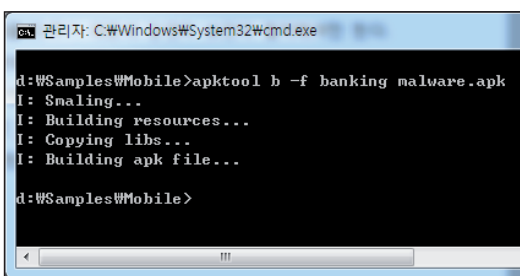 관리자: C:₩Windows₩System32₩cmd.exe
d:₩Samples₩Mobile>apktool b -f banking malware.apk
I: Smaling...
I: Building resources...
I: Copying libs...
I: Building apk file...
d:₩Samples₩Mobile>